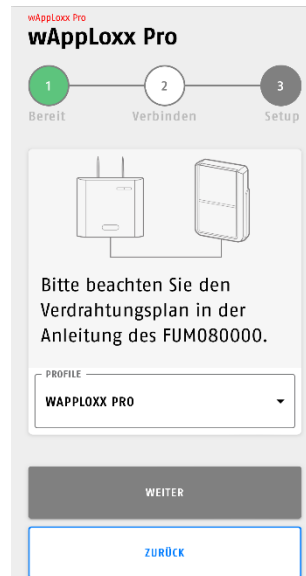 wAppLoxx Pro
wAppLoxx Pro
1
2
3
Bereit
Verbinden
Setup
Bitte beachten Sie den
Verdrahtungsplan in der
Anleitung des FUM080000.
PROFILE
WAPPLOXX PRO
WEITER
ZURÜCK